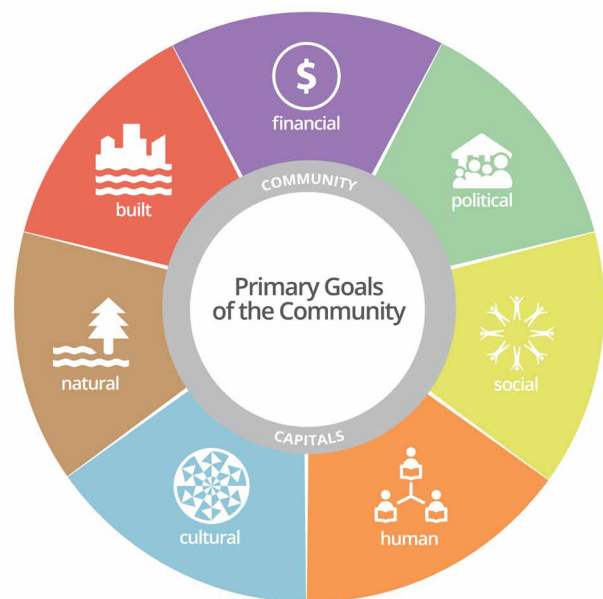 $
financial
political
social
human
cultural
natural
built
COMMUNITY
Primary Goals
of the Community
CAPITALS